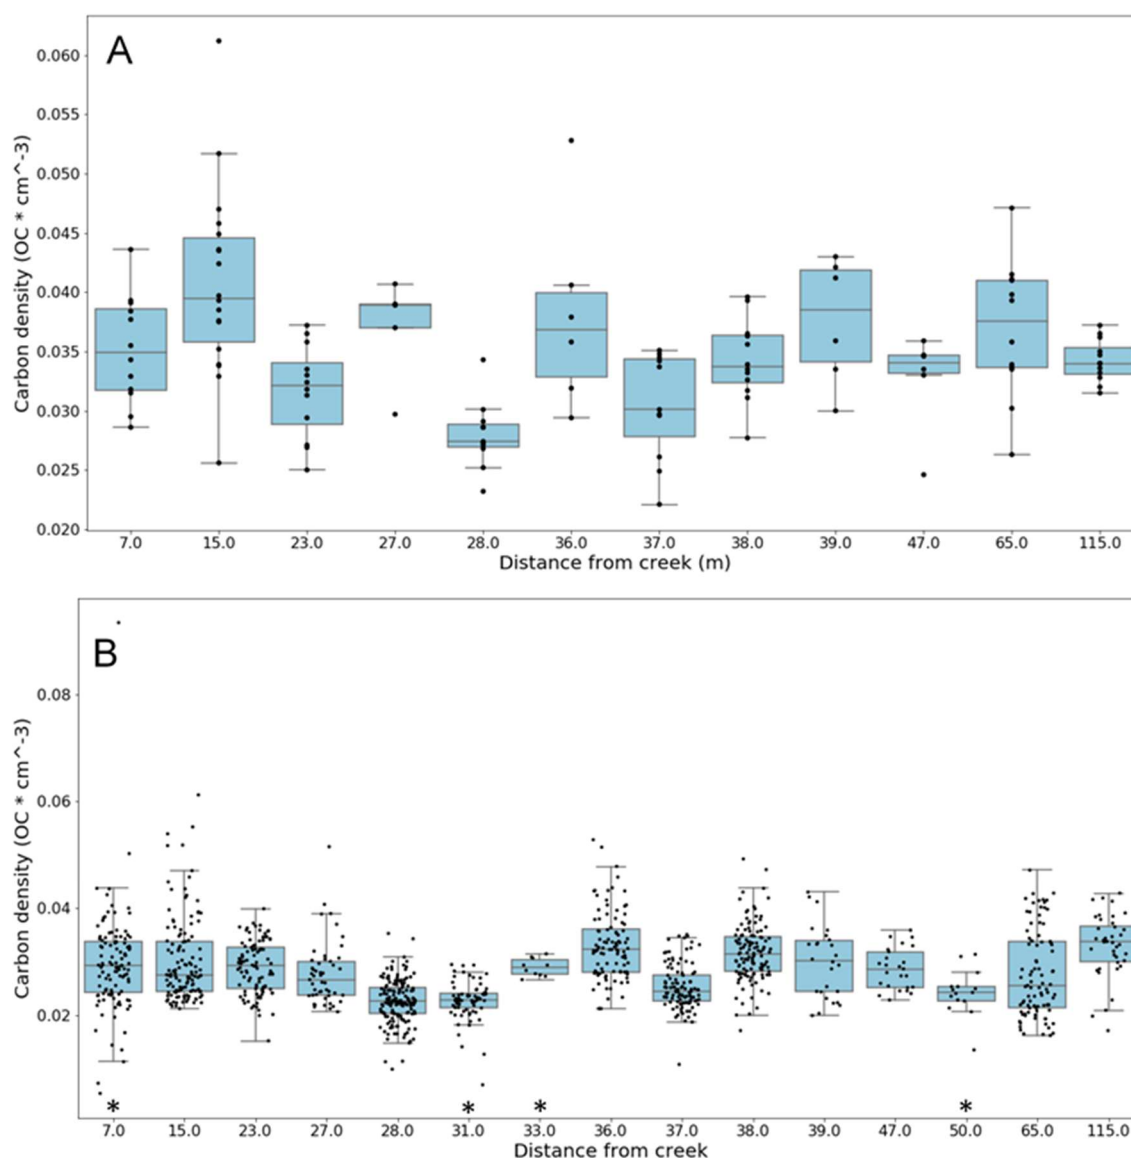 A
0.060
0.055
0.050
0.045
0.040
0.035
0.030
0.025
0.020
Carbon density (OC * cm^-3)
7.0 15.0 23.0 27.0 28.0 36.0 37.0 38.0 39.0 47.0 65.0 115.0
Distance from creek (m)
B
0.08
0.06
0.04
0.02
Carbon density (OC * cm^-3)
* * * *
7.0 15.0 23.0 27.0 28.0 31.0 33.0 36.0 37.0 38.0 39.0 47.0 50.0 65.0 115.0
Distance from creek